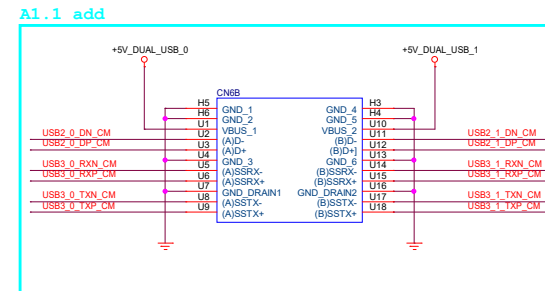 A1.1 add
+5V_DUAL_USB_0
+5V_DUAL_USB_1
CN6B
H5 GND_1 GND_4 H3
H6 GND_2 GND_5 H4
U1 VBUS_1 VBUS_2 U10
USB2_0_DN_CM U2 (A)D- (B)D- U11 USB2_1_DN_CM
USB2_0_DP_CM U3 (A)D+ (B)D+] U12 USB2_1_DP_CM
U4 GND_3 GND_6 U13
USB3_0_RXN_CM U5 (A)SSRX- (B)SSRX- U14 USB3_1_RXN_CM
USB3_0_RXP_CM U6 (A)SSRX+ (B)SSRX+ U15 USB3_1_RXP_CM
U7 GND_DRAIN1 GND_DRAIN2 U16
USB3_0_TXN_CM U8 (A)SSTX- (B)SSTX- U17 USB3_1_TXN_CM
USB3_0_TXP_CM U9 (A)SSTX+ (B)SSTX+ U18 USB3_1_TXP_CM